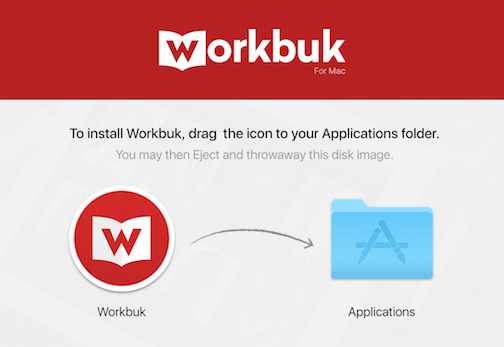 Workbuk
For Mac
To install Workbuk, drag the icon to your Applications folder.
You may then Eject and throwaway this disk image.
W
Workbuk
Applications